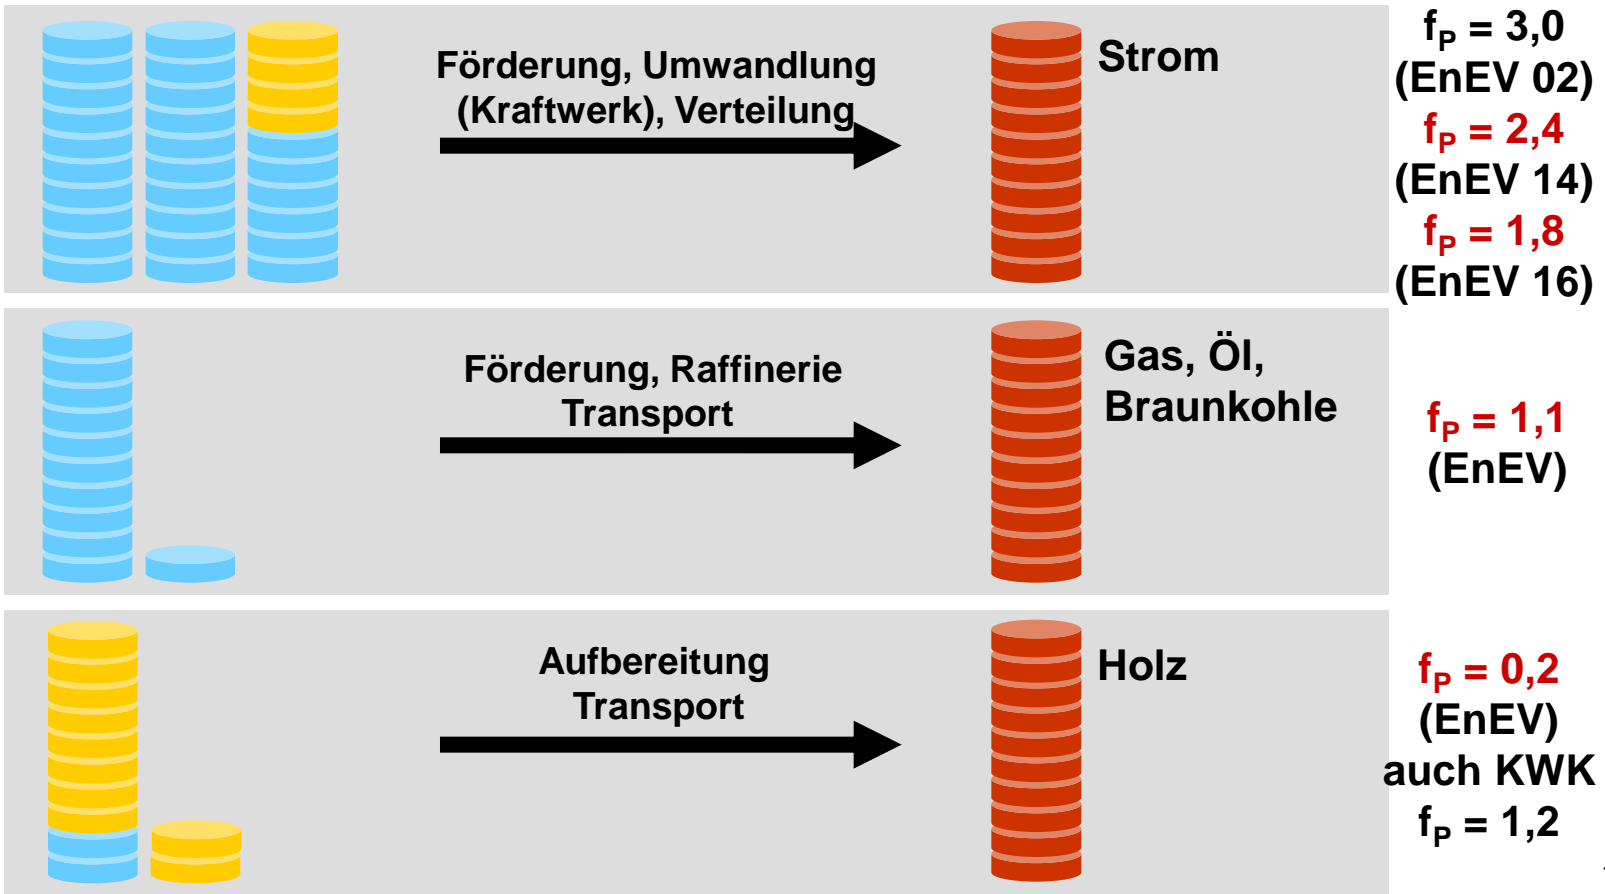 Förderung, Umwandlung
(Kraftwerk), Verteilung
Strom
fP = 3,0
(EnEV 02)
fP = 2,4
(EnEV 14)
fP = 1,8
(EnEV 16)
Förderung, Raffinerie
Transport
Gas, Öl,
Braunkohle
fP = 1,1
(EnEV)
Aufbereitung
Transport
Holz
fP = 0,2
(EnEV)
auch KWK
fP = 1,2